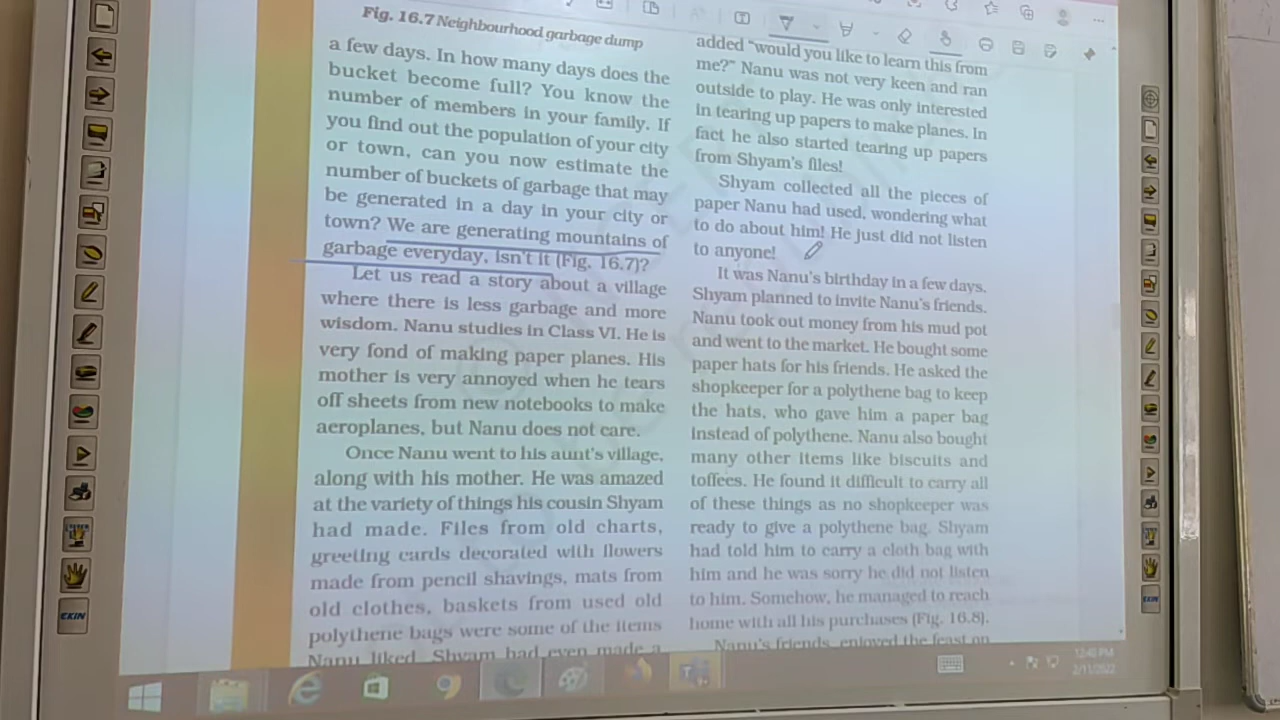 Fig. 16.7 Neighbourhood garbage dump
a few days. In how many days does the
bucket become full? You know the
number of members in your family. If
you find out the population of your city
or town, can you now estimate the
number of buckets of garbage that may
be generated in a day in your city or
town? We are generating mountains of
garbage everyday, isn't it (Fig. 16.7)?
Let us read a story about a village
where there is less garbage and more
wisdom. Nanu studies in Class VI. He is
very fond of making paper planes. His
mother is very annoyed when he tears
off sheets from new notebooks to make
aeroplanes, but Nanu does not care.
Once Nanu went to his aunt's village,
along with his mother. He was amazed
at the variety of things his cousin Shyam
had made. Files from old charts,
greeting cards decorated with flowers
made from pencil shavings, mats from
old clothes, baskets from used old
polythene bags were some of the items
Nanu liked. Shyam had even made a
added "would you like to learn this from
me?" Nanu was not very keen and ran
outside to play. He was only interested
in tearing up papers to make planes. In
fact he also started tearing up papers
from Shyam's files!
Shyam collected all the pieces of
paper Nanu had used, wondering what
to do about him! He just did not listen
to anyone!
It was Nanu's birthday in a few days.
Shyam planned to invite Nanu's friends.
Nanu took out money from his mud pot
and went to the market. He bought some
paper hats for his friends. He asked the
shopkeeper for a polythene bag to keep
the hats, who gave him a paper bag
instead of polythene. Nanu also bought
many other items like biscuits and
toffees. He found it difficult to carry all
of these things as no shopkeeper was
ready to give a polythene bag. Shyam
had told him to carry a cloth bag with
him and he was sorry he did not listen
to him. Somehow, he managed to reach
home with all his purchases (Fig. 16.8).
Nanu's friends enjoyed the feast on
12:40 PM